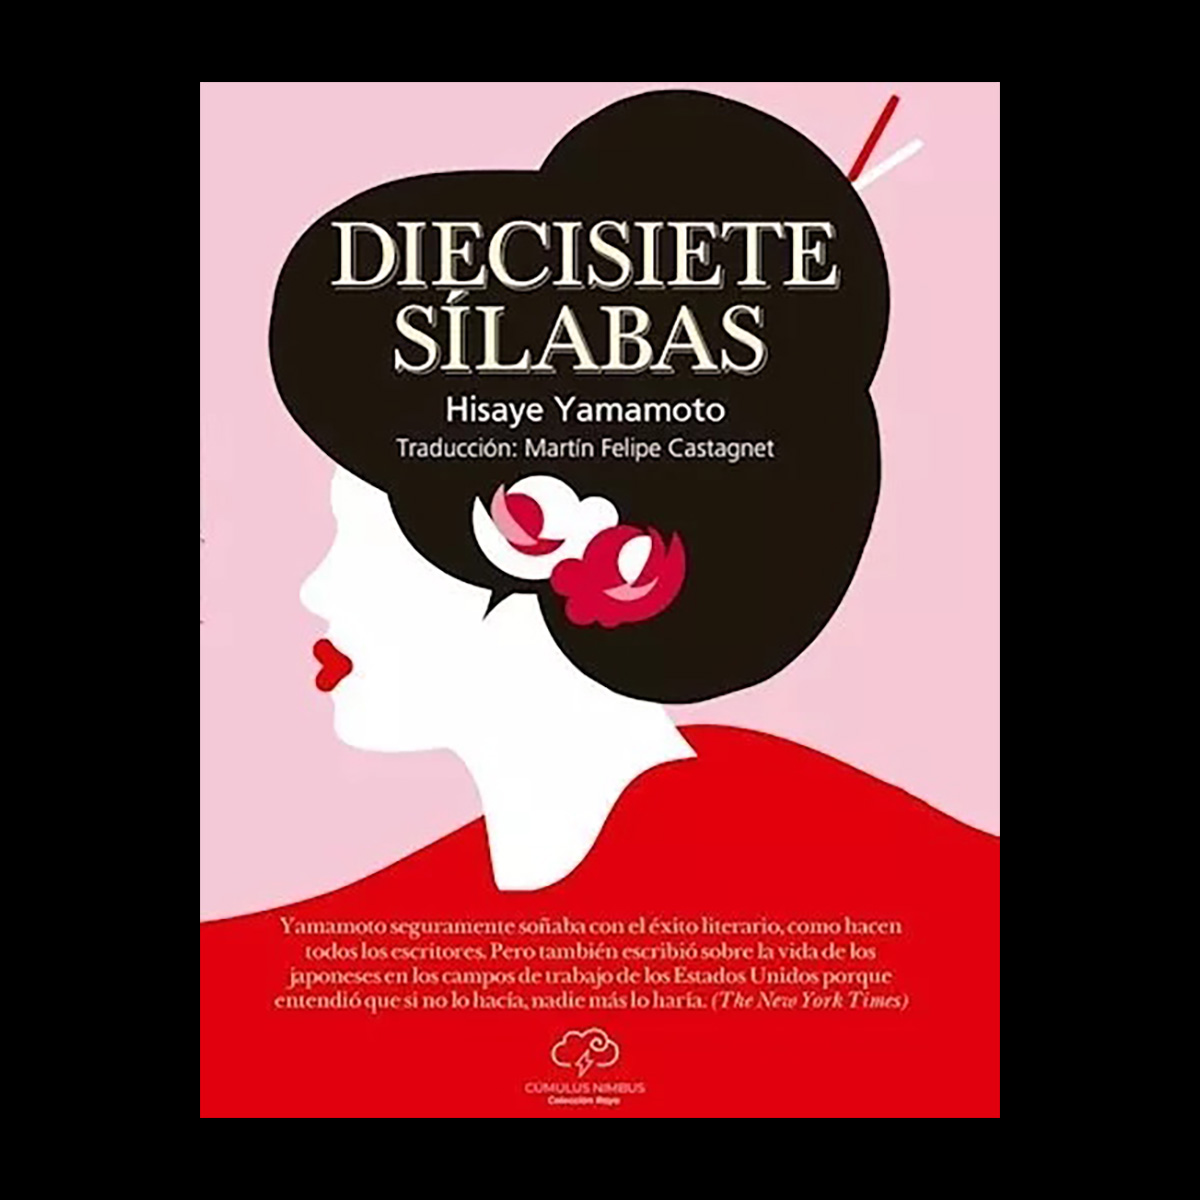 DIECISIETE
SÍLABAS
Hisaye Yamamoto
Traducción: Martín Felipe Castagnet
Yamamoto seguramente soñaba con el éxito literario, como hacen
todos los escritores. Pero también escribió sobre la vida de los
japoneses en los campos de trabajo de los Estados Unidos porque
entendió que si no lo hacía, nadie más lo haría. (The New York Times)
CÚMULUS NIMBUS
Colección Rayo